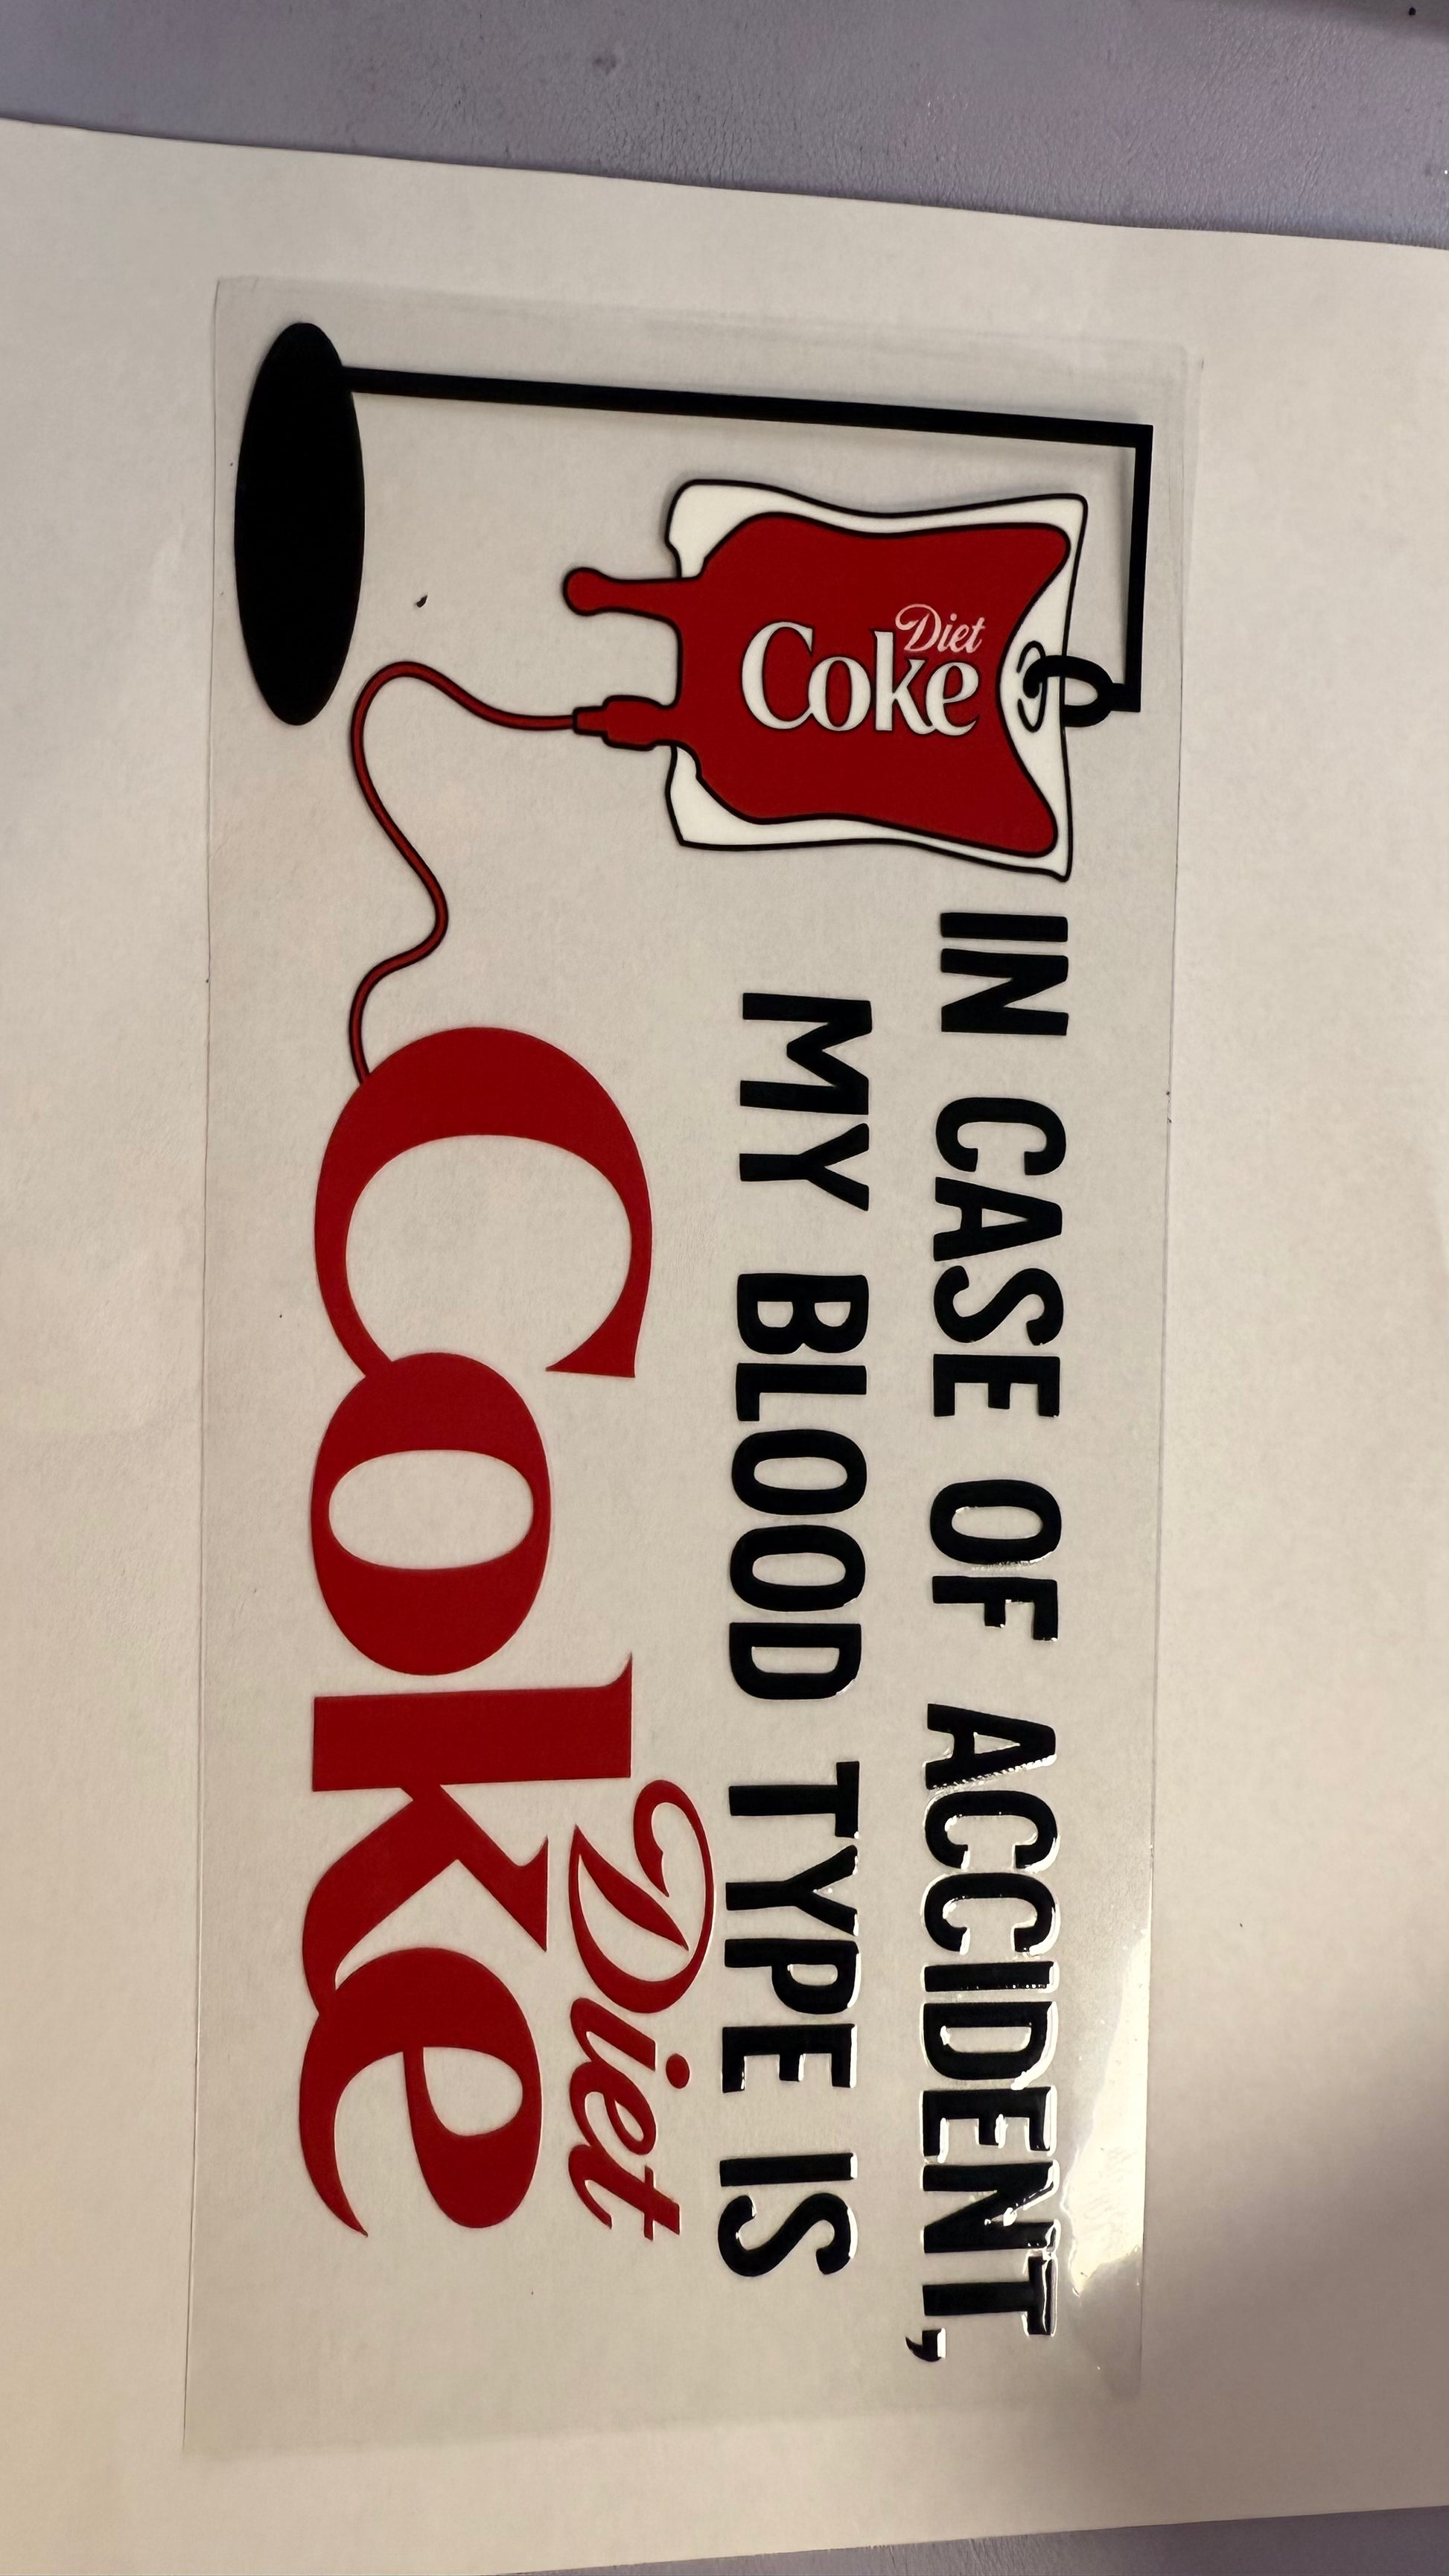 Diet
Coke
IN CASE OF ACCIDENT,
MY BLOOD TYPE IS
Diet
Coke